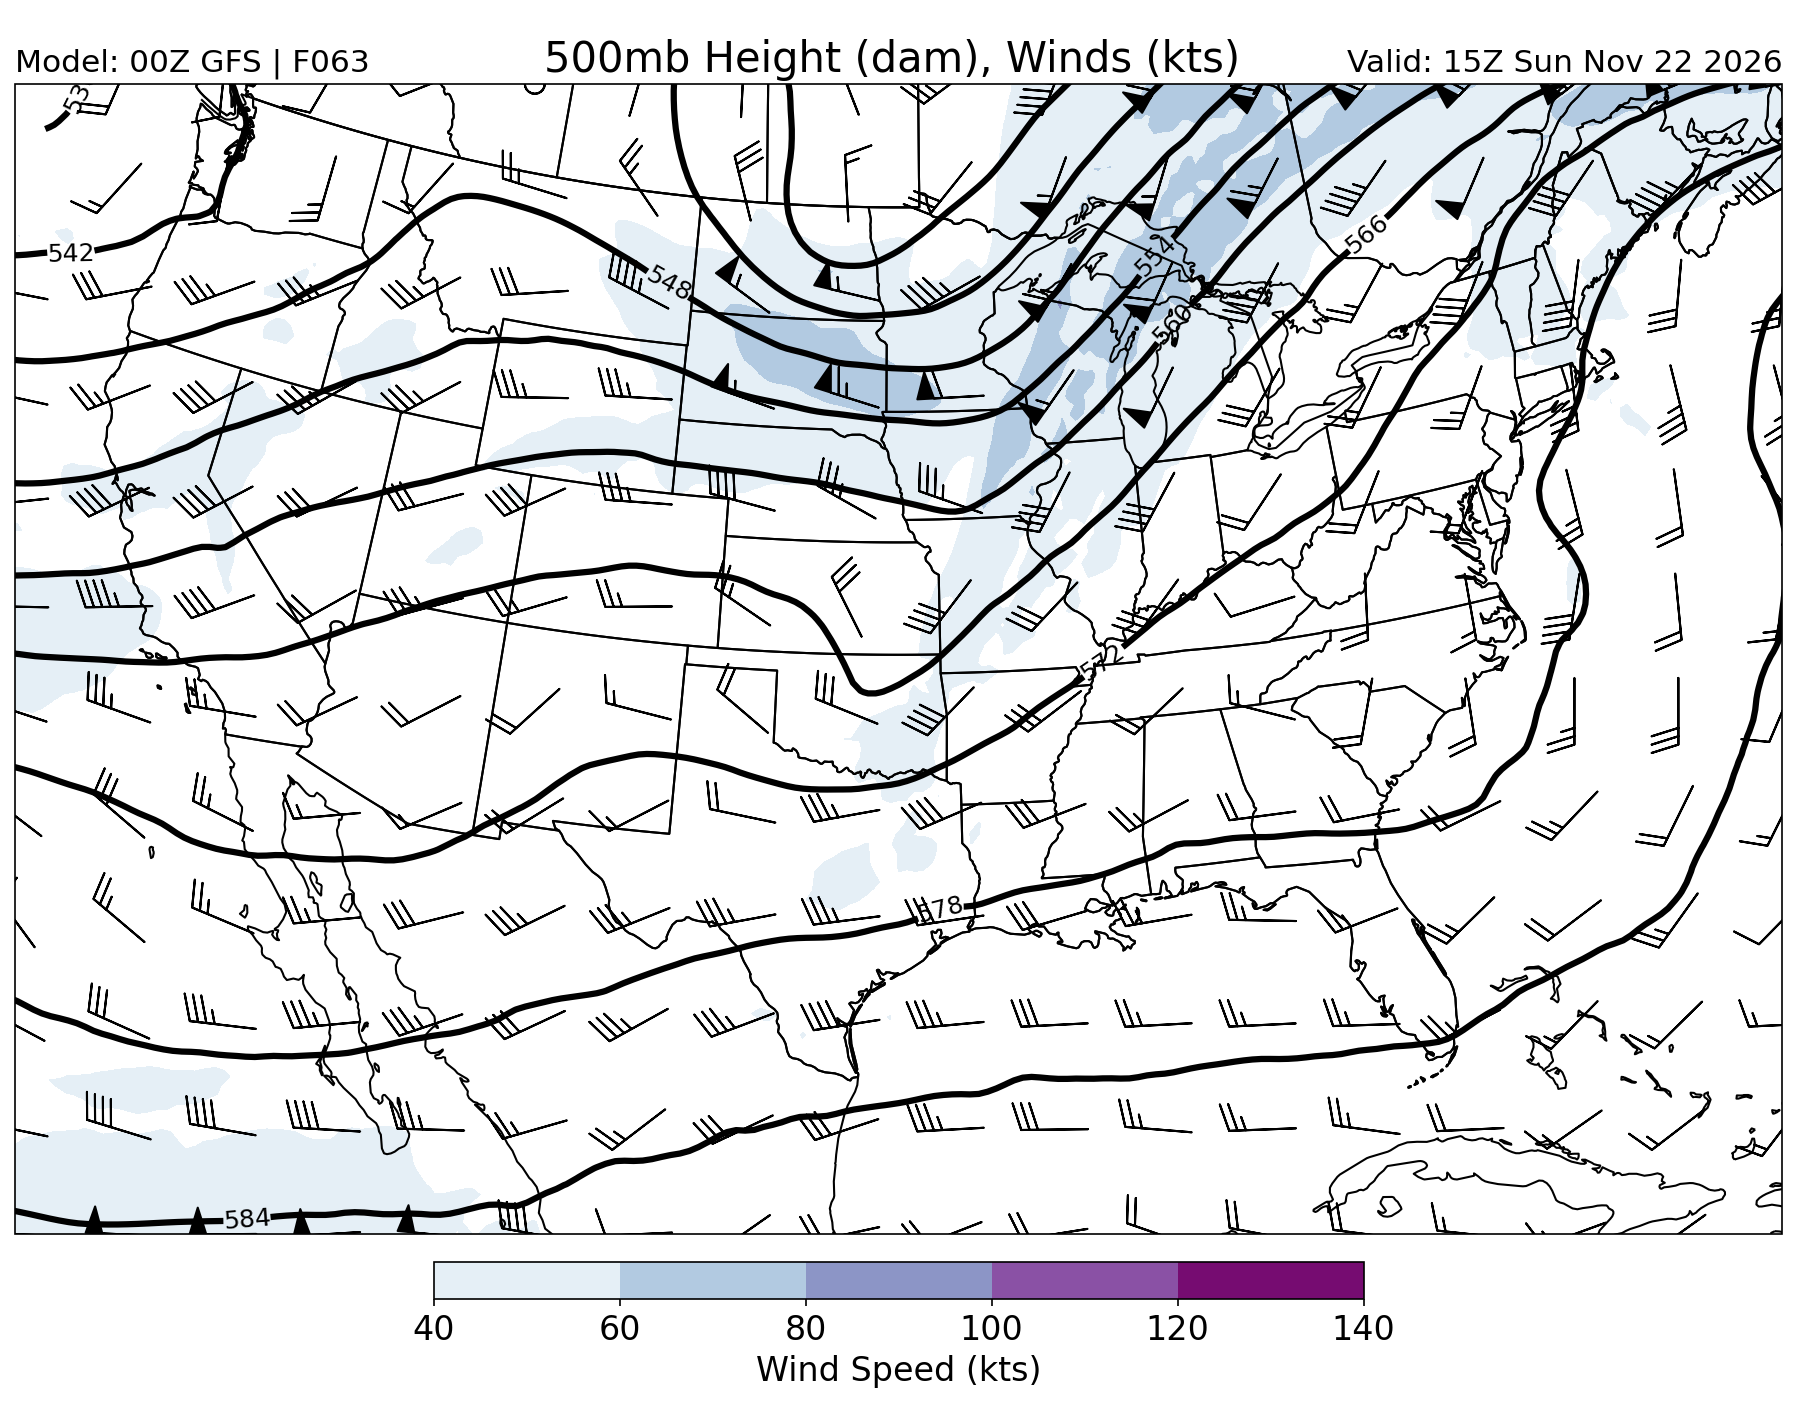 Model: 00Z GFS | F063
500mb Height (dam), Winds (kts)
Valid: 15Z Sun Nov 22 2026
542
548
554
560
566
572
578
584
40 60 80 100 120 140
Wind Speed (kts)